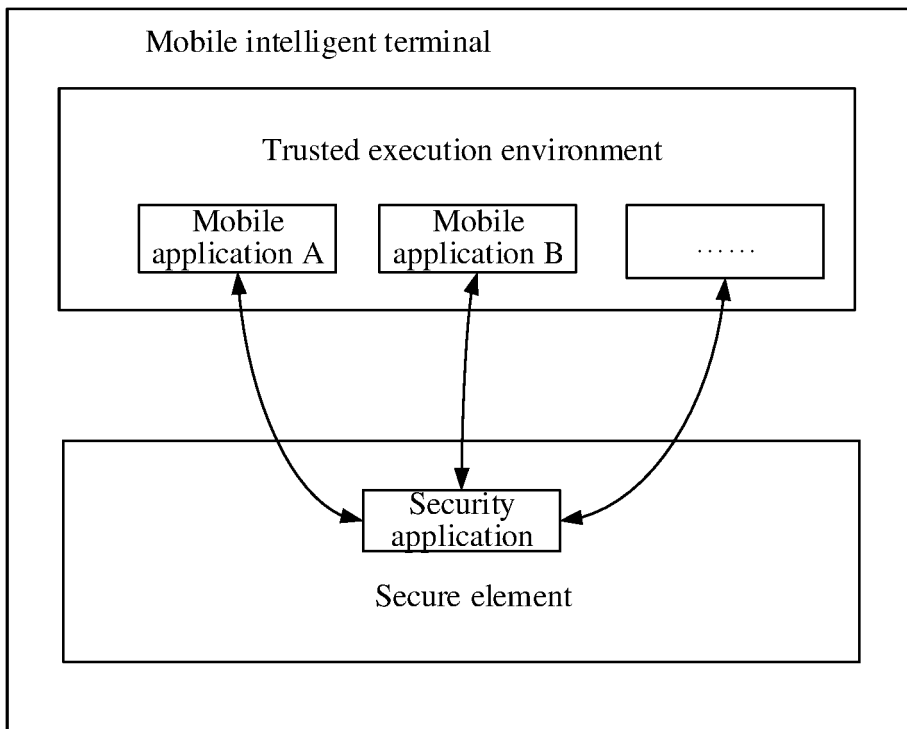 Mobile intelligent terminal
Trusted execution environment
Mobile
application A
Mobile
application B
......
Security
application
Secure element